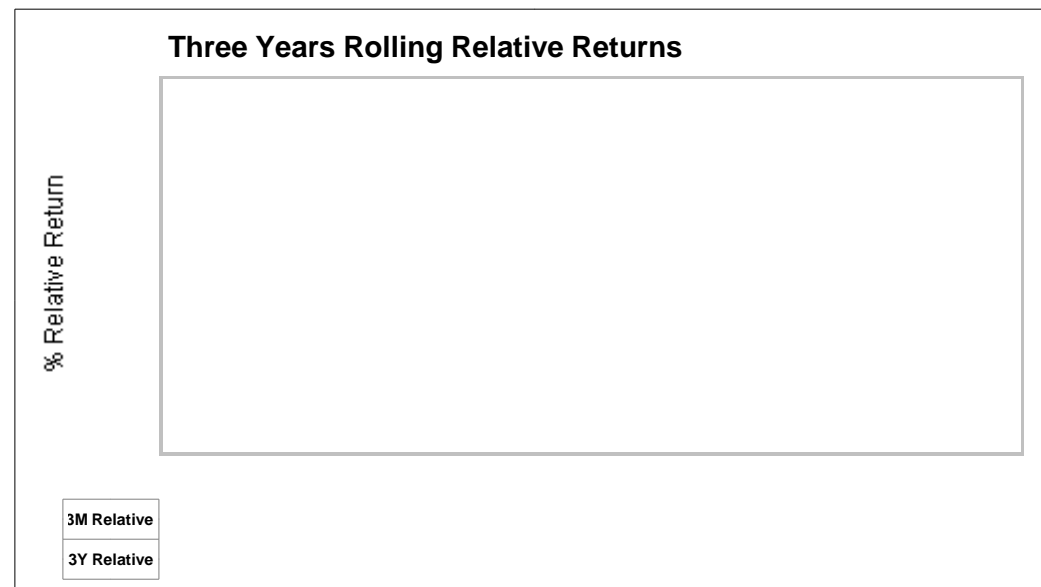 Three Years Rolling Relative Returns
% Relative Return
3M Relative
3Y Relative